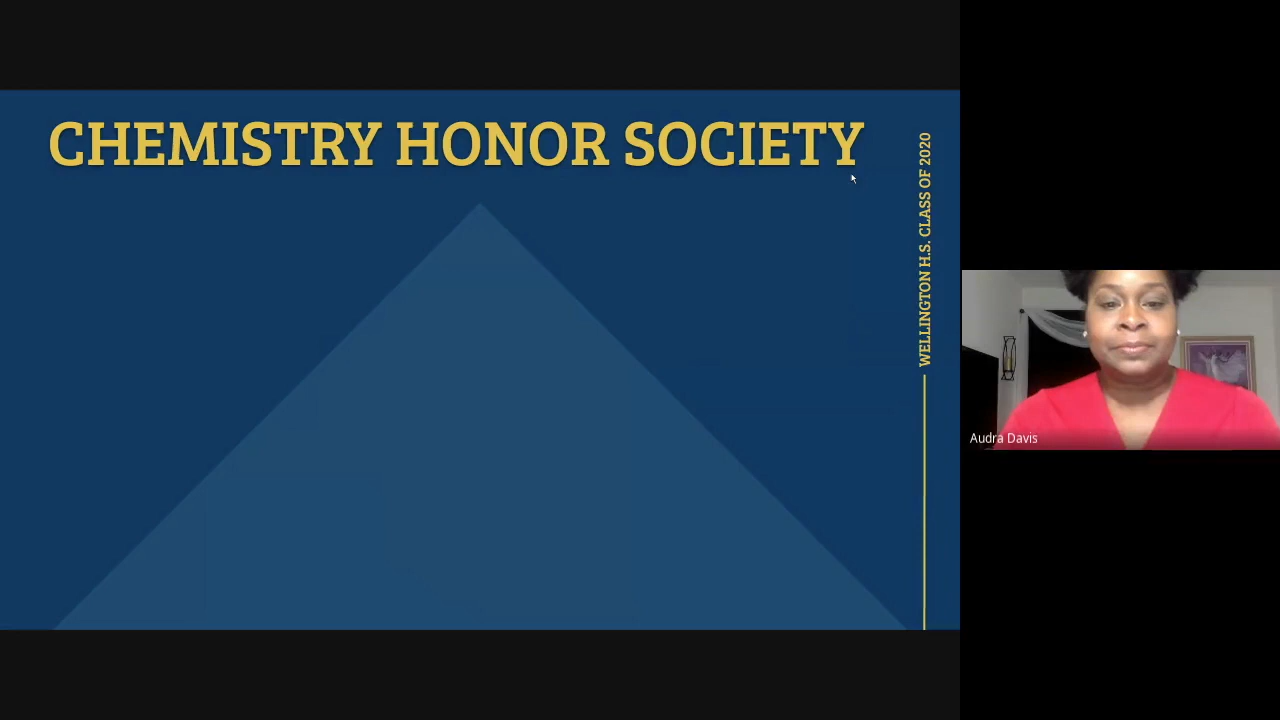 CHEMISTRY HONOR SOCIETY
WELLINGTON H.S. CLASS OF 2020
Audra Davis